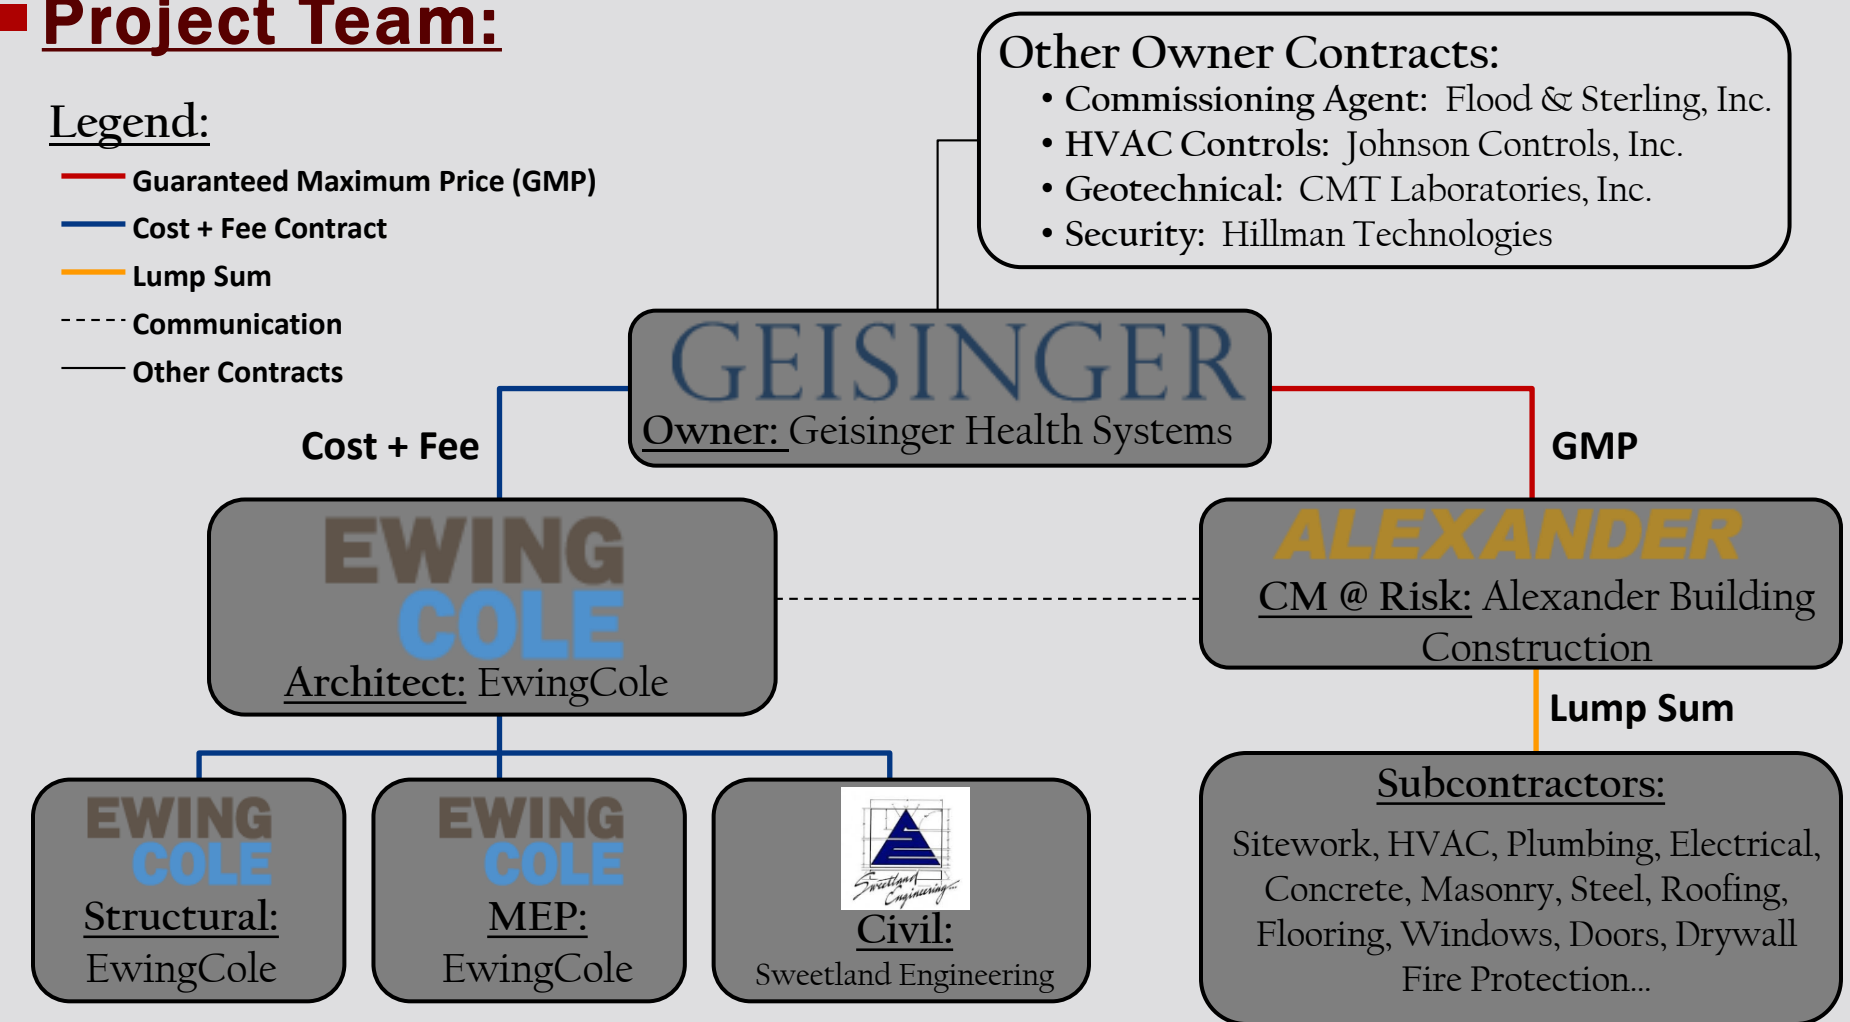 Project Team:
Legend:
Guaranteed Maximum Price (GMP)
Cost + Fee Contract
Lump Sum
Communication
Other Contracts
Other Owner Contracts:
• Commissioning Agent: Flood & Sterling, Inc.
• HVAC Controls: Johnson Controls, Inc.
• Geotechnical: CMT Laboratories, Inc.
• Security: Hillman Technologies
GEISINGER
Owner: Geisinger Health Systems
Cost + Fee
GMP
EWING
COLE
Architect: EwingCole
ALEXANDER
CM @ Risk: Alexander Building
Construction
Lump Sum
EWING
COLE
Structural:
EwingCole
EWING
COLE
MEP:
EwingCole
Sweetland
Engineering
Civil:
Sweetland Engineering
Subcontractors:
Sitework, HVAC, Plumbing, Electrical,
Concrete, Masonry, Steel, Roofing,
Flooring, Windows, Doors, Drywall
Fire Protection...